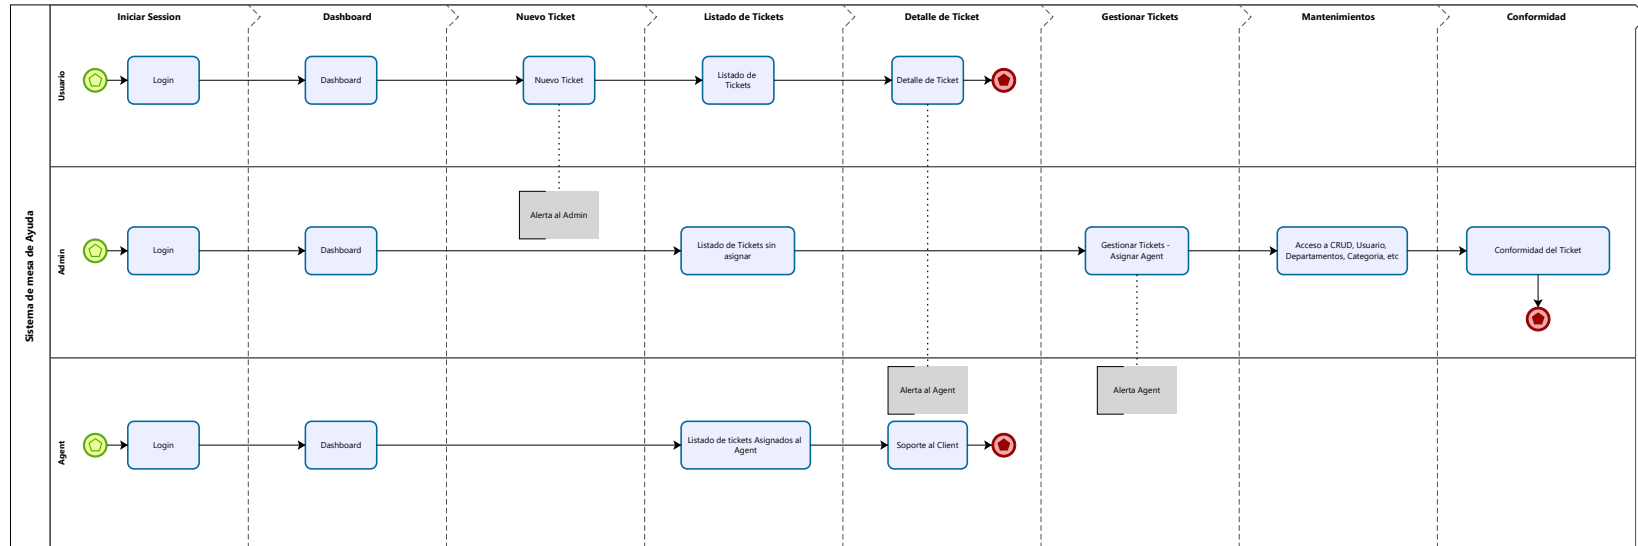 Iniciar Session
Dashboard
Nuevo Ticket
Listado de Tickets
Detalle de Ticket
Gestionar Tickets
Mantenimientos
Conformidad
Sistema de mesa de Ayuda
Usuario
Login
Dashboard
Nuevo Ticket
Listado de
Tickets
Detalle de Ticket
Alerta al Admin
Admin
Login
Dashboard
Listado de Tickets sin
asignar
Gestionar Tickets -
Asignar Agent
Acceso a CRUD, Usuario,
Departamentos, Categoria, etc
Conformidad del Ticket
Alerta al Agent
Alerta Agent
Agent
Login
Dashboard
Listado de tickets Asignados al
Agent
Soporte al Client